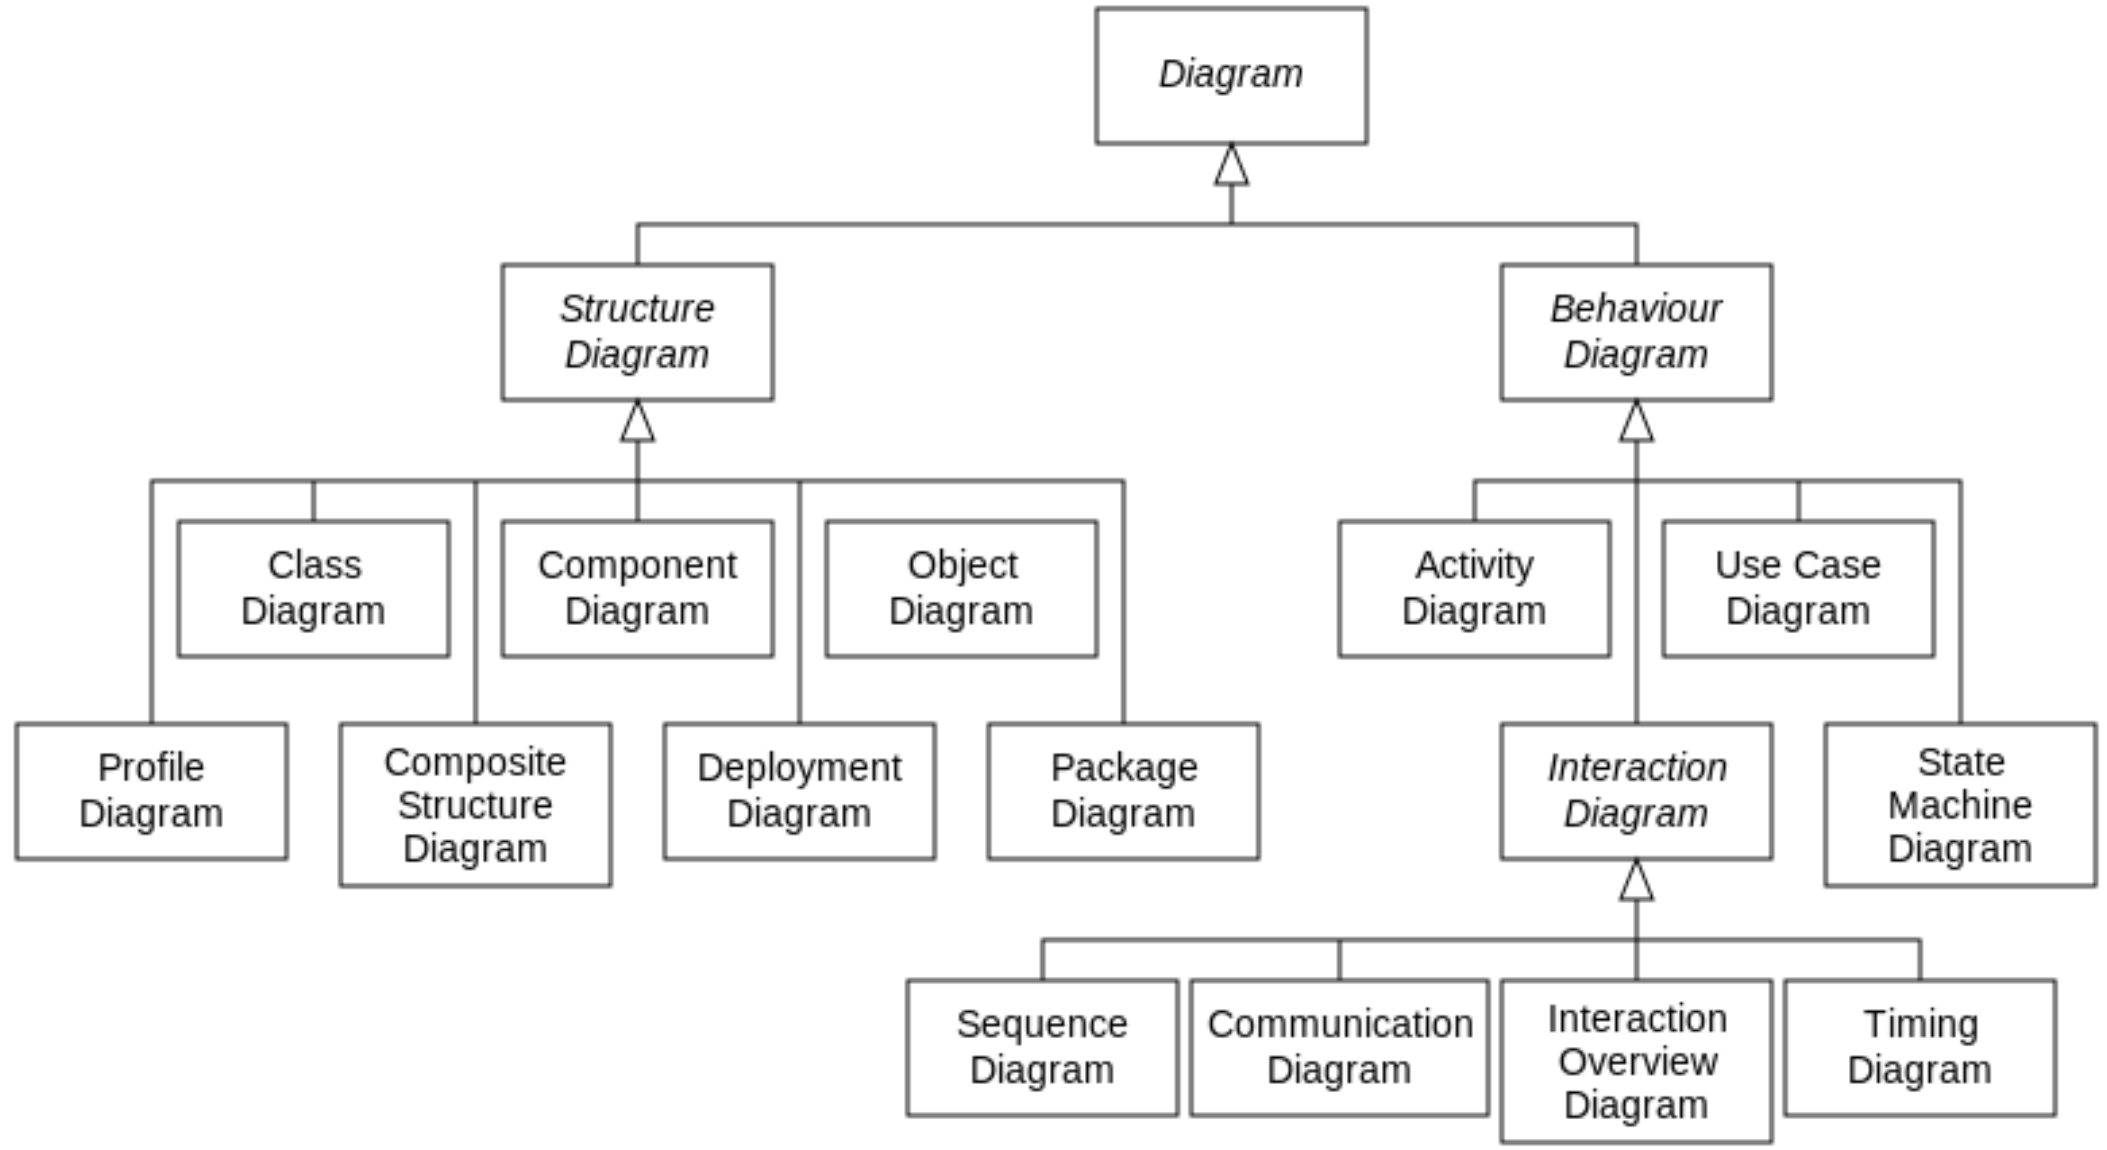 Diagram
Structure
Diagram
Behaviour
Diagram
Class
Diagram
Component
Diagram
Object
Diagram
Activity
Diagram
Use Case
Diagram
Profile
Diagram
Composite
Structure
Diagram
Deployment
Diagram
Package
Diagram
Interaction
Diagram
State
Machine
Diagram
Sequence
Diagram
Communication
Diagram
Interaction
Overview
Diagram
Timing
Diagram